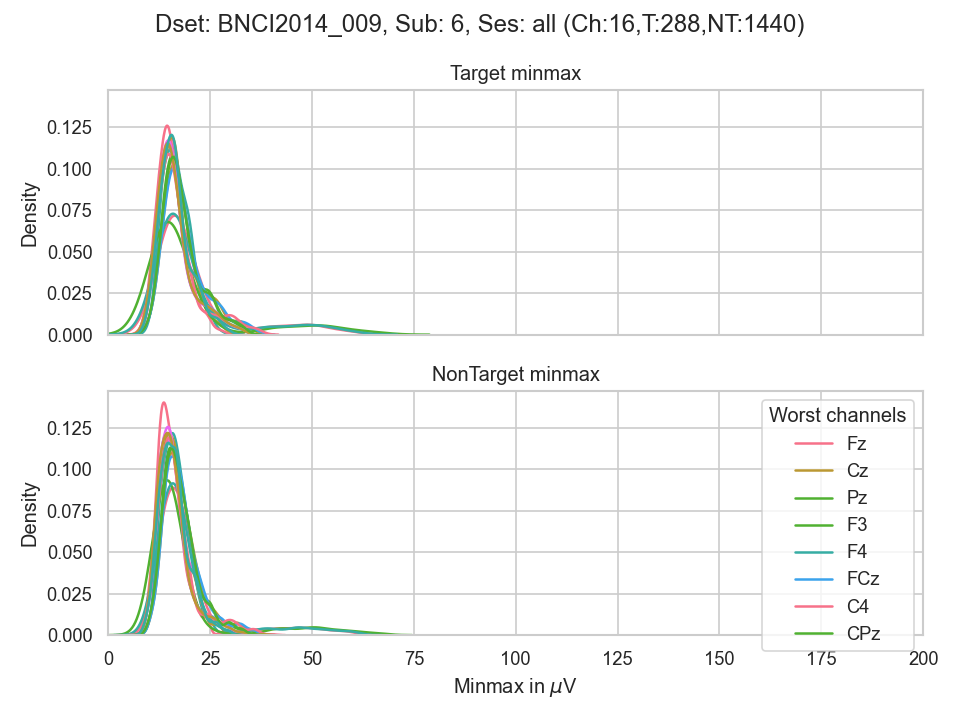 Dset: BNCI2014_009, Sub: 6, Ses: all (Ch:16,T:288,NT:1440)
Target minmax
0.125
0.100
0.075
0.050
0.025
0.000
Density
NonTarget minmax
0.125
0.100
0.075
0.050
0.025
0.000
Density
Worst channels
Fz
Cz
Pz
F3
F4
FCz
C4
CPz
0 25 50 75 100 125 150 175 200
Minmax in μV